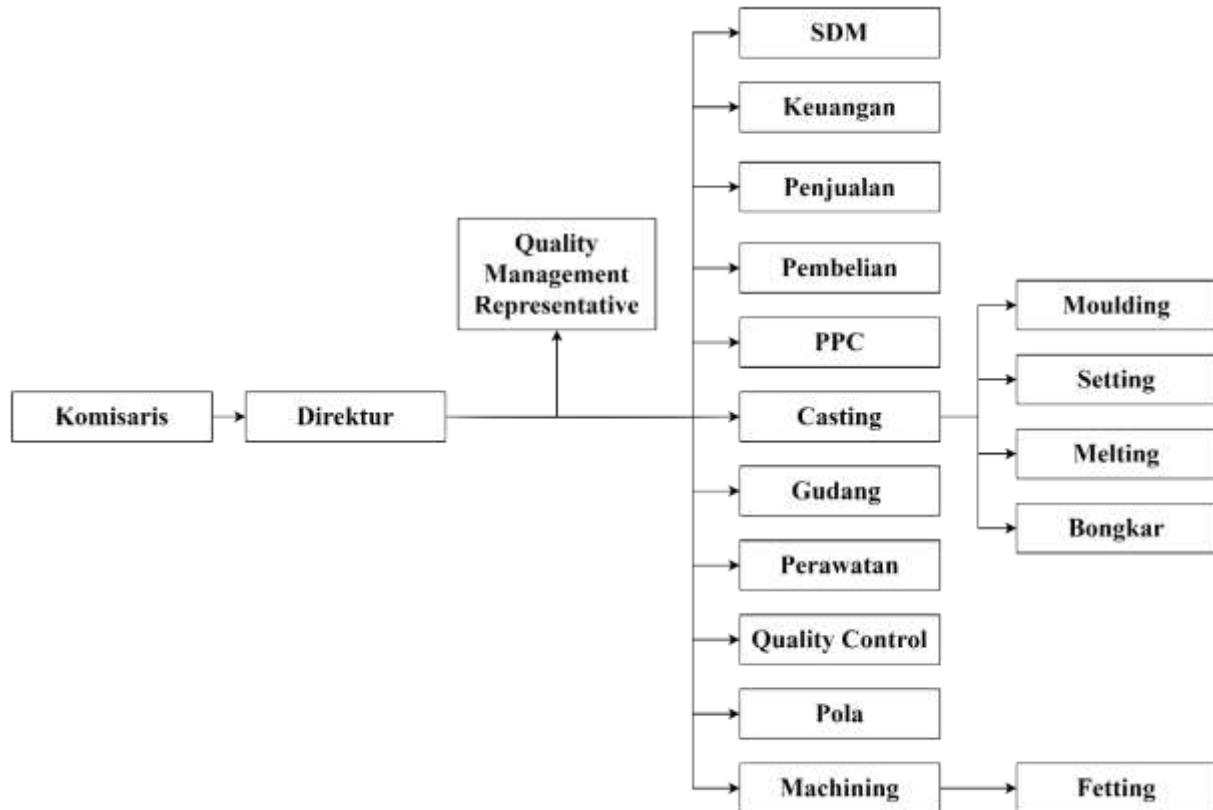 Komisaris
Direktur
Quality
Management
Representative
SDM
Keuangan
Penjualan
Pembelian
PPC
Casting
Gudang
Perawatan
Quality Control
Pola
Machining
Moulding
Setting
Melting
Bongkar
Fetting